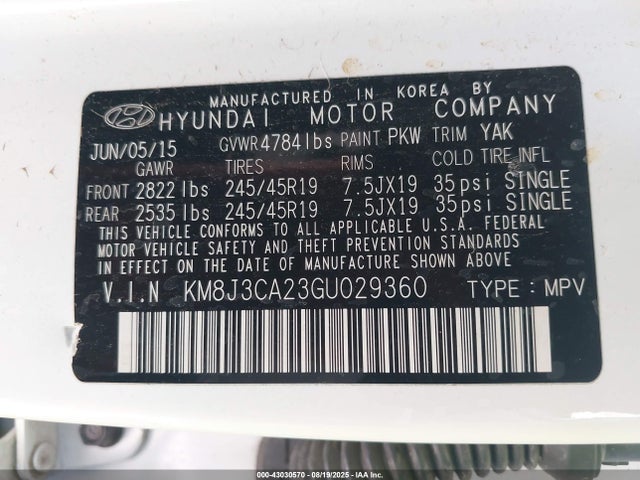 MANUFACTURED IN KOREA BY
HYUNDAI MOTOR COMPANY
JUN/05/15 GVWR 4784 lbs PAINT PKW TRIM YAK
GAWR TIRES RIMS COLD TIRE INFL
FRONT 2822 lbs 245/45R19 7.5JX19 35psi SINGLE
REAR 2535 lbs 245/45R19 7.5JX19 35psi SINGLE
THIS VEHICLE CONFORMS TO ALL APPLICABLE U.S.A. FEDERAL
MOTOR VEHICLE SAFETY AND THEFT PREVENTION STANDARDS
IN EFFECT ON THE DATE OF MANUFACTURE SHOWN ABOVE
V.I.N KM8J3CA23GU029360 TYPE: MPV
000-43030570 - 08/19/2025 - Copyright © IAA, Inc.